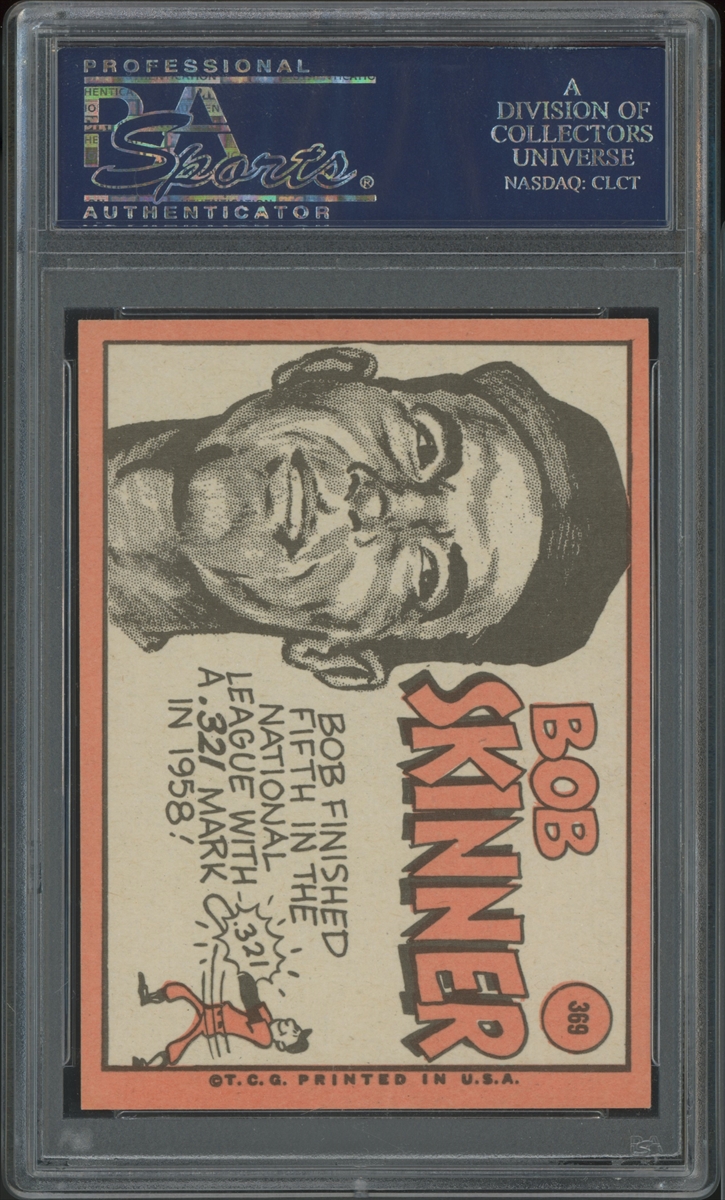 PROFESSIONAL
PSA
Sports®
AUTHENTICATOR
A
DIVISION OF
COLLECTORS
UNIVERSE
NASDAQ: CLCT
BOB
SKINNER
369
BOB FINISHED
FIFTH IN THE
NATIONAL
LEAGUE WITH
A .321 MARK
IN 1958!
.321
©T.C.G. PRINTED IN U.S.A.
PSA